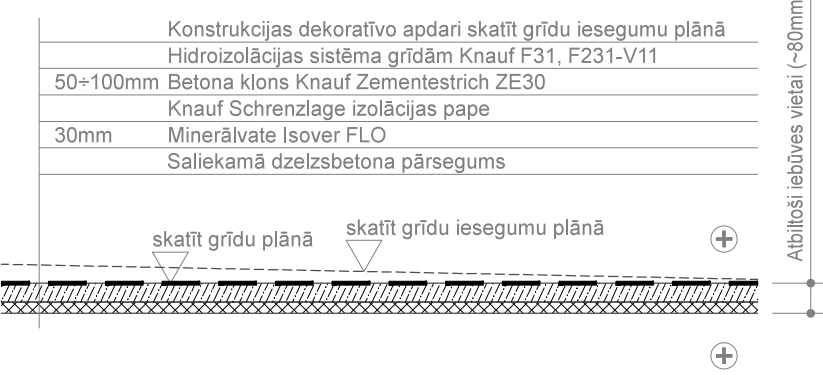 Konstrukcijas dekoratīvo apdari skatīt grīdu iesegumu plānā
Hidroizolācijas sistēma grīdām Knauf F31, F231-V11
50÷100mm Betona klons Knauf Zementestrich ZE30
Knauf Schrenzlage izolācijas pape
30mm Minerālvate Isover FLO
Saliekamā dzelzsbetona pārsegums
skatīt grīdu plānā
skatīt grīdu iesegumu plānā
Atbiltoši iebūves vietai (~80mm